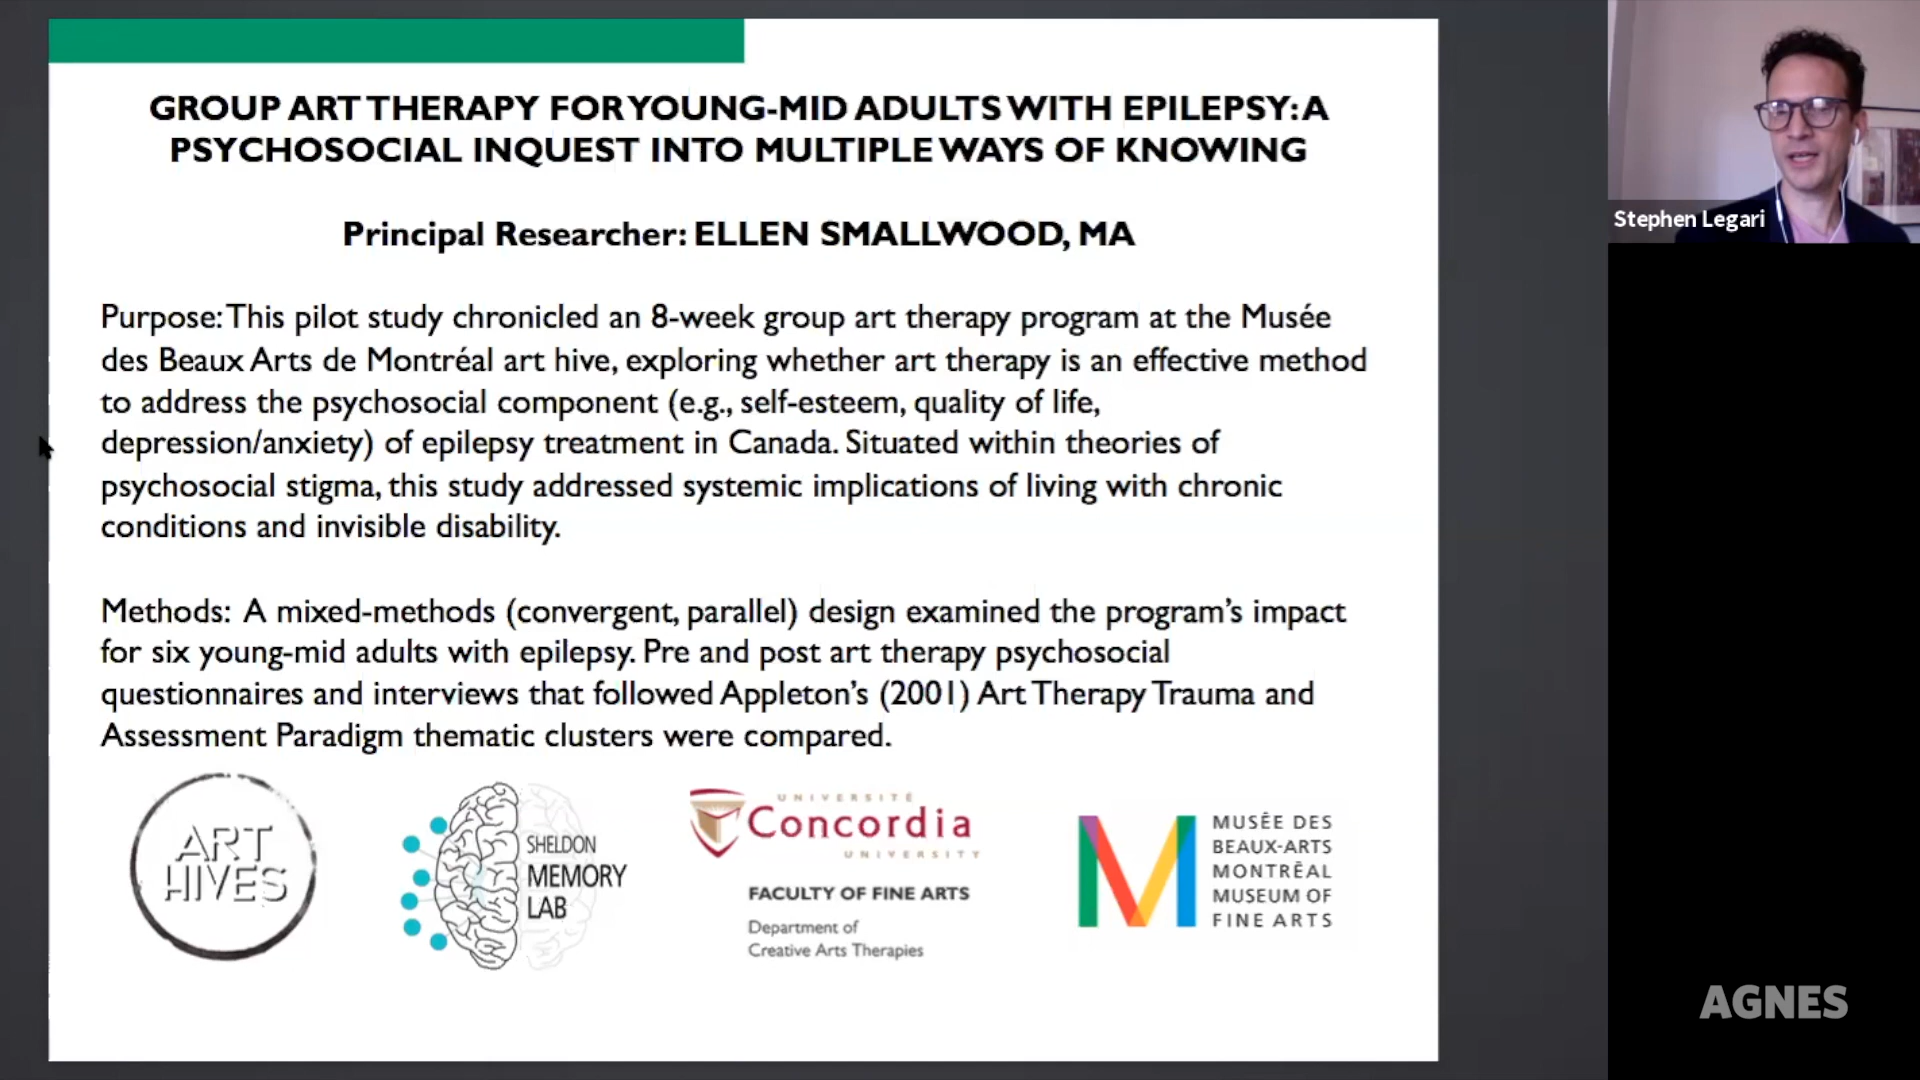 GROUP ART THERAPY FOR YOUNG-MID ADULTS WITH EPILEPSY: A
PSYCHOSOCIAL INQUEST INTO MULTIPLE WAYS OF KNOWING
Principal Researcher: ELLEN SMALLWOOD, MA
Purpose: This pilot study chronicled an 8-week group art therapy program at the Musée
des Beaux Arts de Montréal art hive, exploring whether art therapy is an effective method
to address the psychosocial component (e.g., self-esteem, quality of life,
depression/anxiety) of epilepsy treatment in Canada. Situated within theories of
psychosocial stigma, this study addressed systemic implications of living with chronic
conditions and invisible disability.
Methods: A mixed-methods (convergent, parallel) design examined the program's impact
for six young-mid adults with epilepsy. Pre and post art therapy psychosocial
questionnaires and interviews that followed Appleton's (2001) Art Therapy Trauma and
Assessment Paradigm thematic clusters were compared.
ART
HIVES
SHELDON
MEMORY
LAB
UNIVERSITÉ
Concordia
UNIVERSITY
FACULTY OF FINE ARTS
Department of
Creative Arts Therapies
MUSÉE DES
BEAUX-ARTS
MONTRÉAL
MUSEUM OF
FINE ARTS
Stephen Legari
AGNES